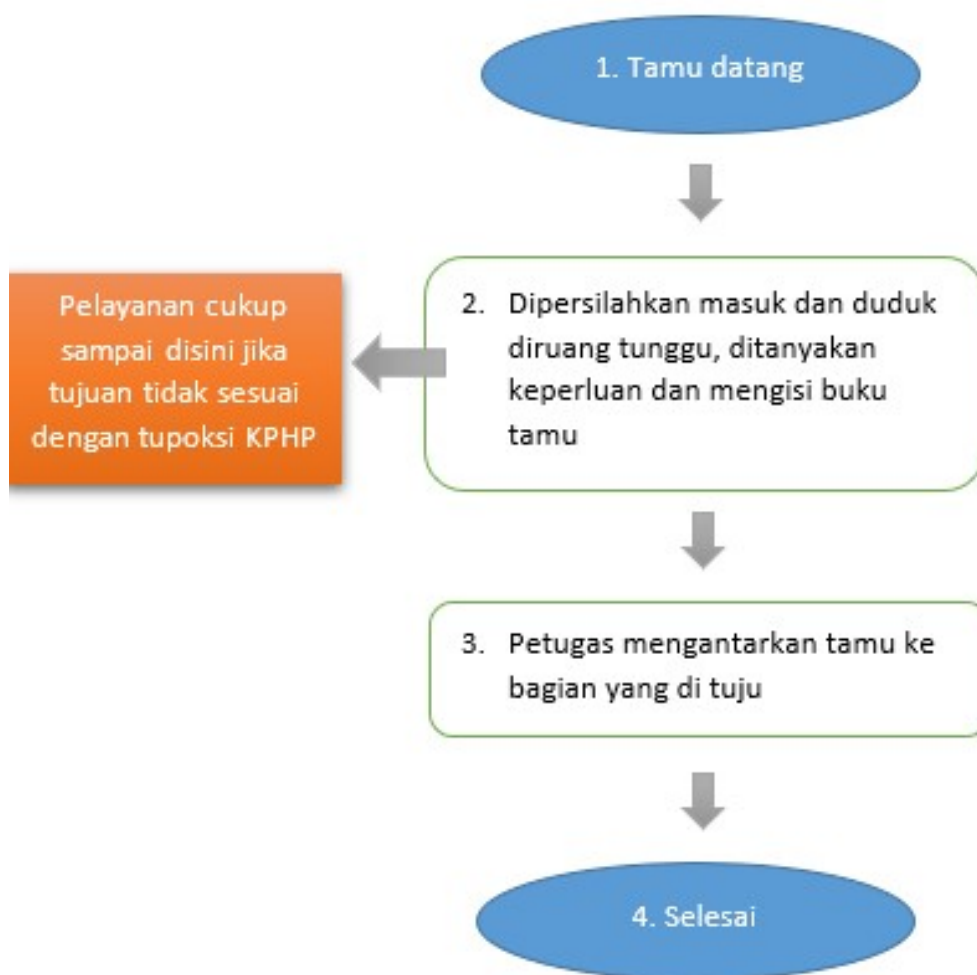 1. Tamu datang
2. Dipersilahkan masuk dan duduk
diruang tunggu, ditanyakan
keperluan dan mengisi buku
tamu
Pelayanan cukup
sampai disini jika
tujuan tidak sesuai
dengan tupoksi KPHP
3. Petugas mengantarkan tamu ke
bagian yang di tuju
4. Selesai